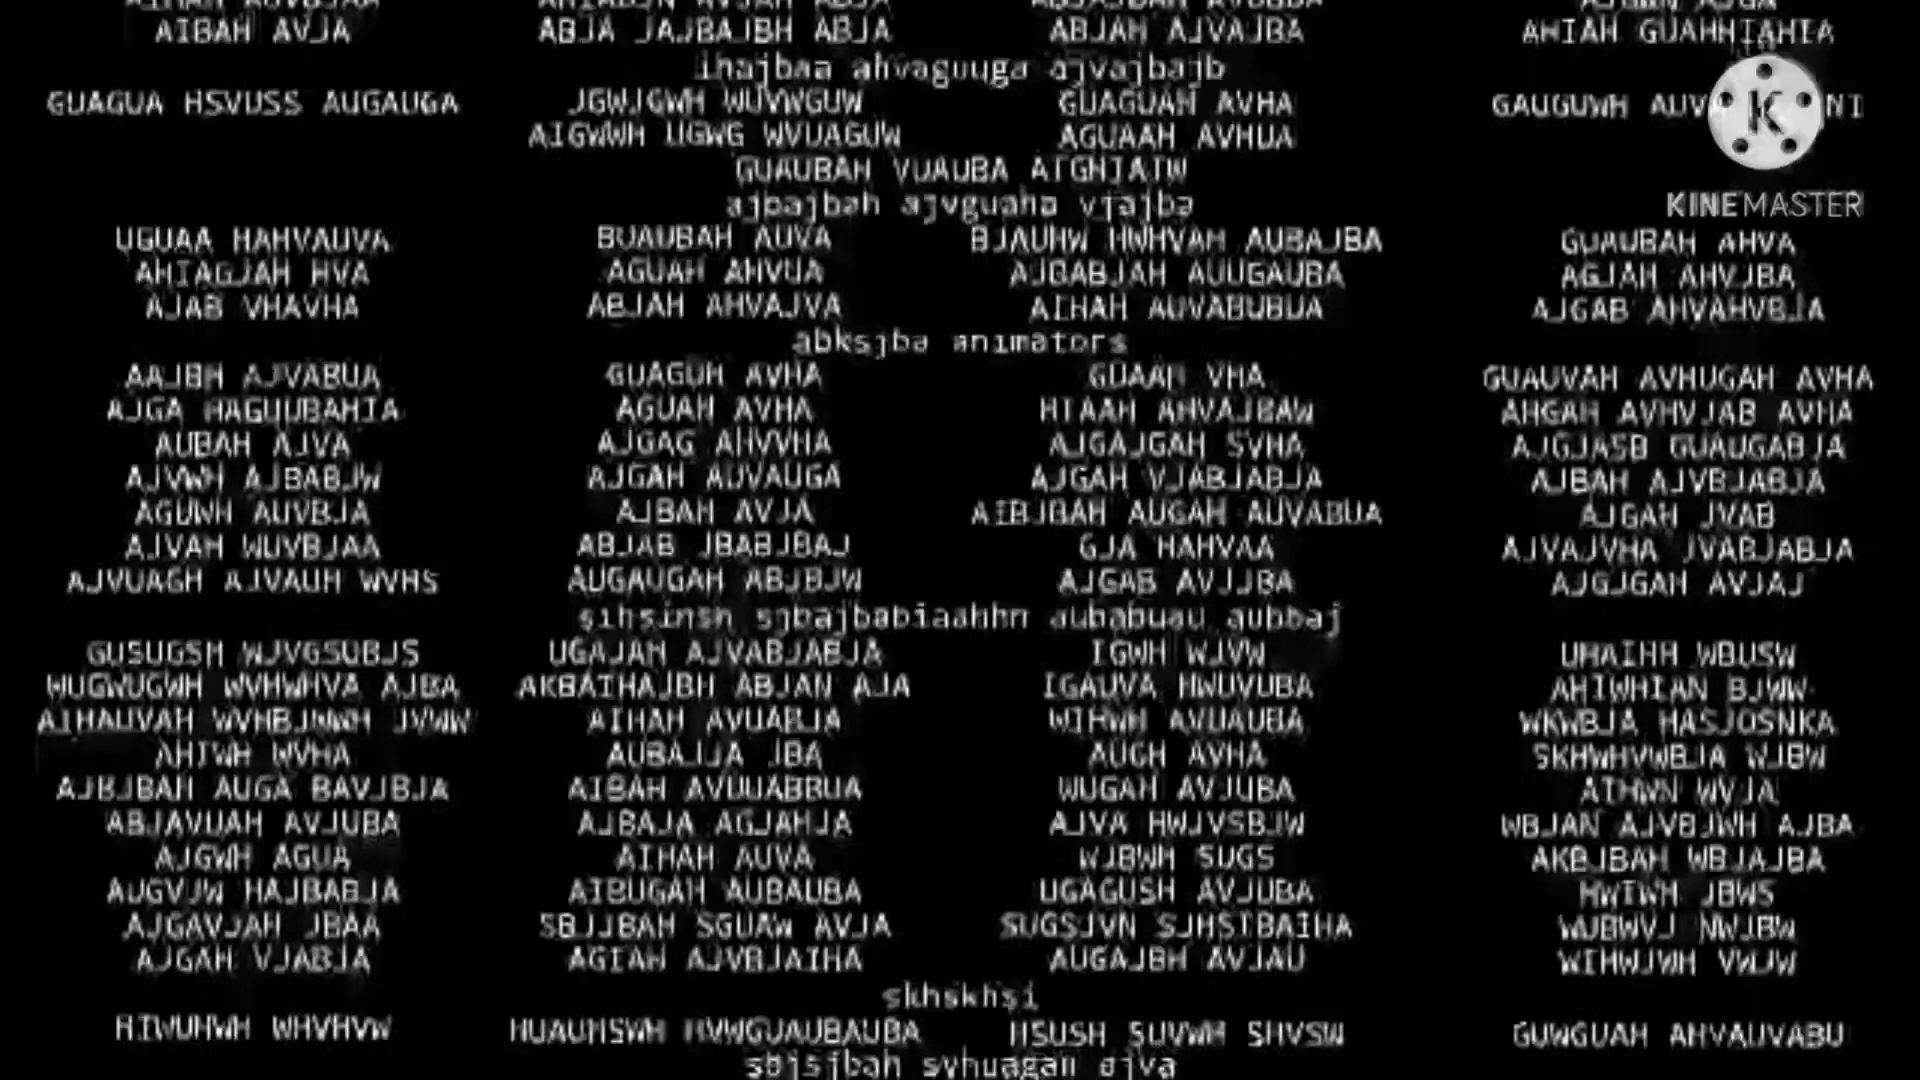 AIBAH AVJA ABJA JAJBAJBH ABJA ABJAH AJVAJBA AHIAH GUAHHIAHIA
ihajbaa ahvaguuga ajvajbajb
GUAGUA HSVUSS AUGAUGA JGWJGWH WUVWGUW GUAGUAH AVHA GAUGUWH
AIGWWH UGWG WVUAGUW AGUAAH AVHUA
GUAUBAH VUAUBA AIGHIAIW
ajbajbah ajvguaha vjajba
KINEMASTER
UGUAA HAHVAUVA BUAUBAH AUVA BJAUHW HWHVAH AUBAJBA GUAUBAH AHVA
AHIAGJAH HVA AGUAH AHVUA AJBABJAH AUUGAUBA AGJAH AHVJBA
AJAB VHAVHA ABJAH AHVAJVA AIHAH AUVABUBUA AJGAB AHVAHVBJA
abksjba animators
AAJBH AJVABUA GUAGUH AVHA GUAAH VHA GUAUVAH AVHUGAH AVHA
AJGA HAGUUBAHIA AGUAH AVHA HIAAH AHVAJBAW AHGAH AVHVJAB AVHA
AUBAH AJVA AJGAG AHVVHA AJGAJGAH SVHA AJGJASB GUAUGABJA
AJVWH AJBABJW AJGAH AUVAUGA AJGAH VJABJABJA AJBAH AJVBJABJA
AGUWH AUVBJA AJBAH AVJA AIBJBAH AUGAH AUVABUA AJGAH JVAB
AJVAH WUVBJAA ABJAB JBABJBAJ GJA HAHVAA AJVAJVHA JVABJABJA
AJVUAGH AJVAUH WVHS AUGAUGAH ABJBJW AJGAB AVJJBA AJGJGAH AVJAJ
sihsinsh sjbajbabiaahhn aubabuau aubbaj
GUSUGSH WJVGSUBJS UGAJAH AJVABJABJA IGWH WJVW UHAIHH WBUSW
WUGWUGWH WVHWHVA AJBA AKBAIHAJBH ABJAN AJA IGAUVA HWUVUBA AHIWHIAN BJWW
AIHAUVAH WVHBJWWH JVWW AIHAH AVUABJA WIHWH AVUAUBA WKWBJA HASJOSNKA
AHIWH WVHA AUBAJJA JBA AUGH AVHA SKHWHVWBJA WJBW
AJBJBAH AUGA BAVJBJA AIBAH AVUUABBUA WUGAH AVJUBA AIHWN WVJA
ABJAVUAH AVJUBA AJBAJA AGJAHJA AJVA HWJVSBJW WBJAN AJVBJWH AJBA
AJGWH AGUA AIHAH AUVA WJBWH SUGS AKBJBAH WBJAJBA
AUGVJW HAJBABJA AIBUGAH AUBAUBA UGAGUSH AVJUBA HWIWH JBWS
AJGAVJAH JBAA SBJJBAH SGUAW AVJA SUGSJVN SJHSIBAIHA WJBWVJ NWJBW
AJGAH VJABJA AGIAH AJVBJAIHA AUGAJBH AVJAU WIHWJWH VWJW
skhskhsi
HIWUHWH WHVHVW HUAUHSWH HVWGUAUBAUBA HSUSH SUVWH SHVSW GUWGUAH AHVAUVABU
sbjsjbah svhuagau ajva